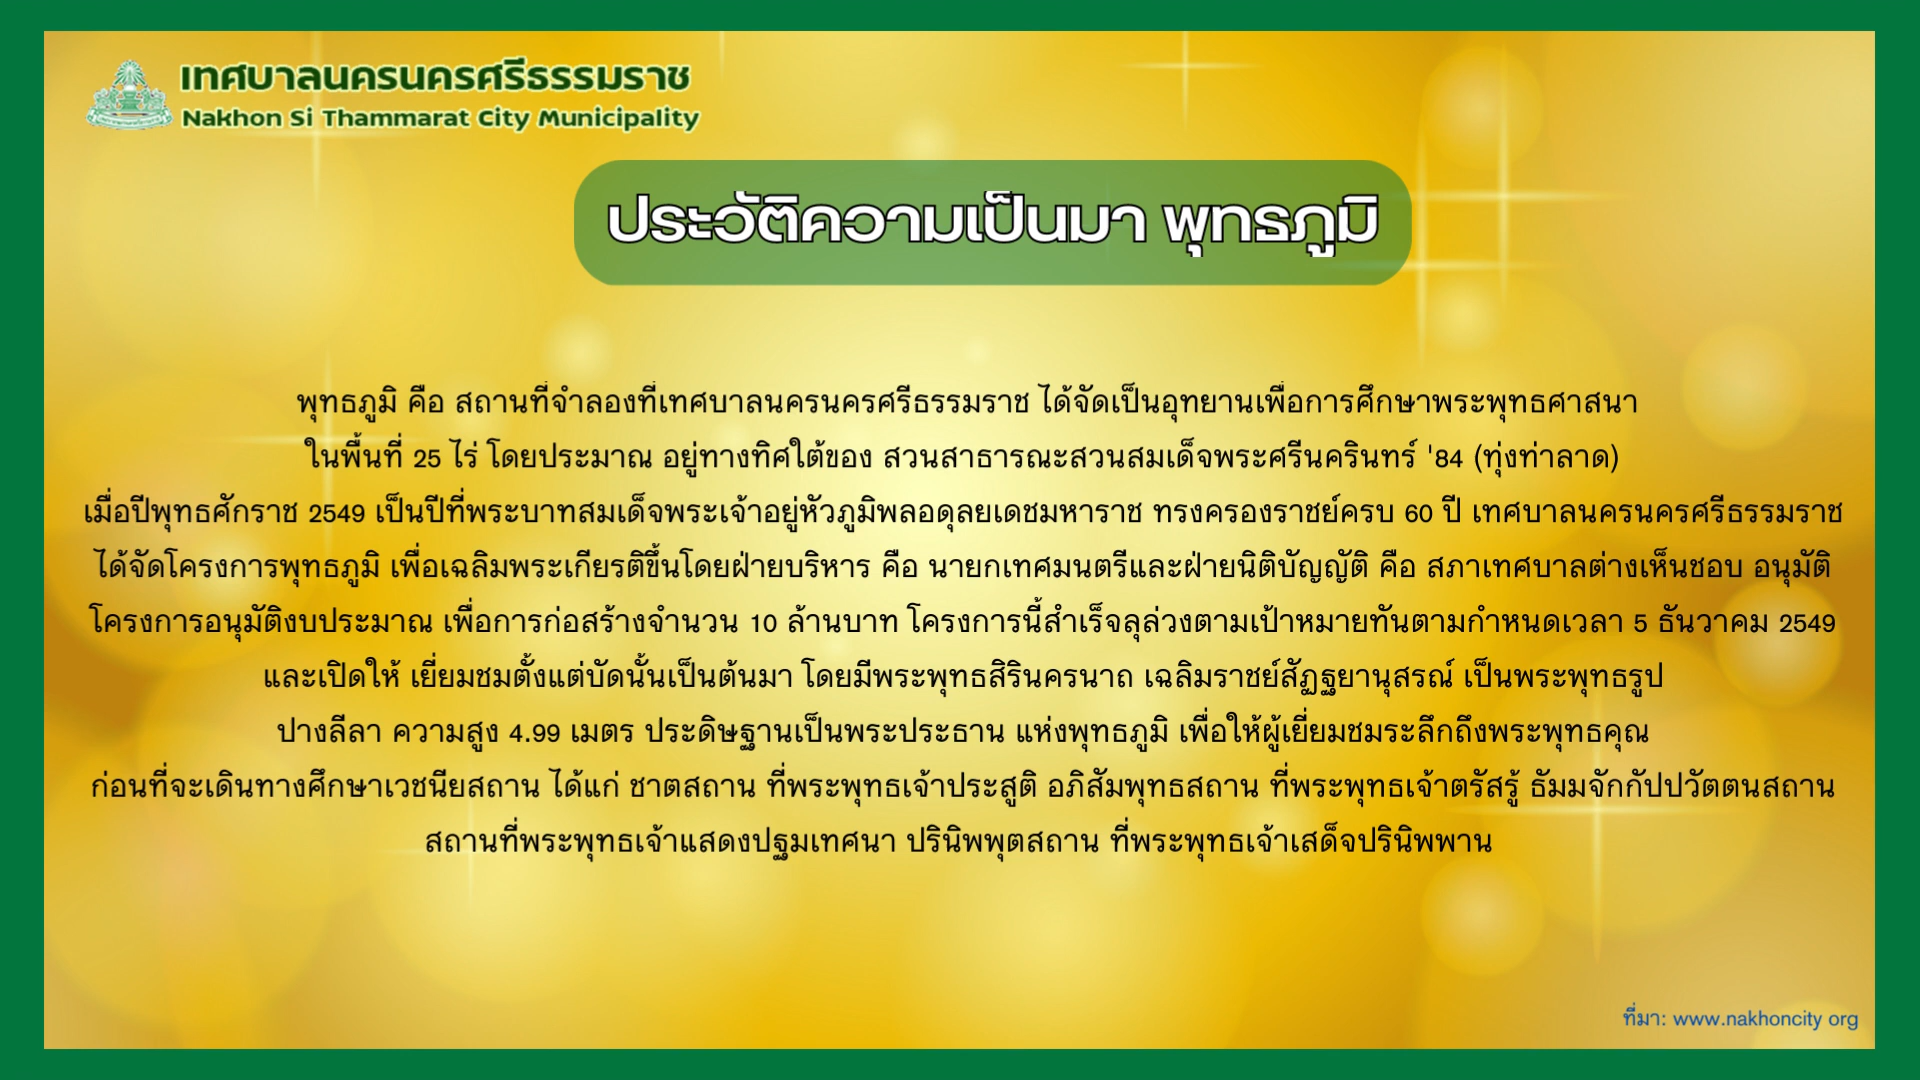 เทศบาลนครนครศรีธรรมราช
Nakhon Si Thammarat City Municipality
ประวัติความเป็นมา พุทธภูมิ
พุทธภูมิ คือ สถานที่จำลองที่เทศบาลนครนครศรีธรรมราช ได้จัดเป็นอุทยานเพื่อการศึกษาพระพุทธศาสนา
ในพื้นที่ 25 ไร่ โดยประมาณ อยู่ทางทิศใต้ของ สวนสาธารณะสวนสมเด็จพระศรีนครินทร์ '84 (ทุ่งท่าลาด)
เมื่อปีพุทธศักราช 2549 เป็นปีที่พระบาทสมเด็จพระเจ้าอยู่หัวภูมิพลอดุลยเดชมหาราช ทรงครองราชย์ครบ 60 ปี เทศบาลนครนครศรีธรรมราช
ได้จัดโครงการพุทธภูมิ เพื่อเฉลิมพระเกียรติขึ้นโดยฝ่ายบริหาร คือ นายกเทศมนตรีและฝ่ายนิติบัญญัติ คือ สภาเทศบาลต่างเห็นชอบ อนุมัติ
โครงการอนุมัติงบประมาณ เพื่อการก่อสร้างจำนวน 10 ล้านบาท โครงการนี้สำเร็จลุล่วงตามเป้าหมายทันตามกำหนดเวลา 5 ธันวาคม 2549
และเปิดให้ เยี่ยมชมตั้งแต่บัดนั้นเป็นต้นมา โดยมีพระพุทธสิรินครนาถ เฉลิมราชย์สัฏฐยานุสรณ์ เป็นพระพุทธรูป
ปางลีลา ความสูง 4.99 เมตร ประดิษฐานเป็นพระประธาน แห่งพุทธภูมิ เพื่อให้ผู้เยี่ยมชมระลึกถึงพระพุทธคุณ
ก่อนที่จะเดินทางศึกษาเวชนียสถาน ได้แก่ ชาตสถาน ที่พระพุทธเจ้าประสูติ อภิสัมพุทธสถาน ที่พระพุทธเจ้าตรัสรู้ ธัมมจักกัปปวัตตนสถาน
สถานที่พระพุทธเจ้าแสดงปฐมเทศนา ปรินิพพุตสถาน ที่พระพุทธเจ้าเสด็จปรินิพพาน
ที่มา: www.nakhoncity org